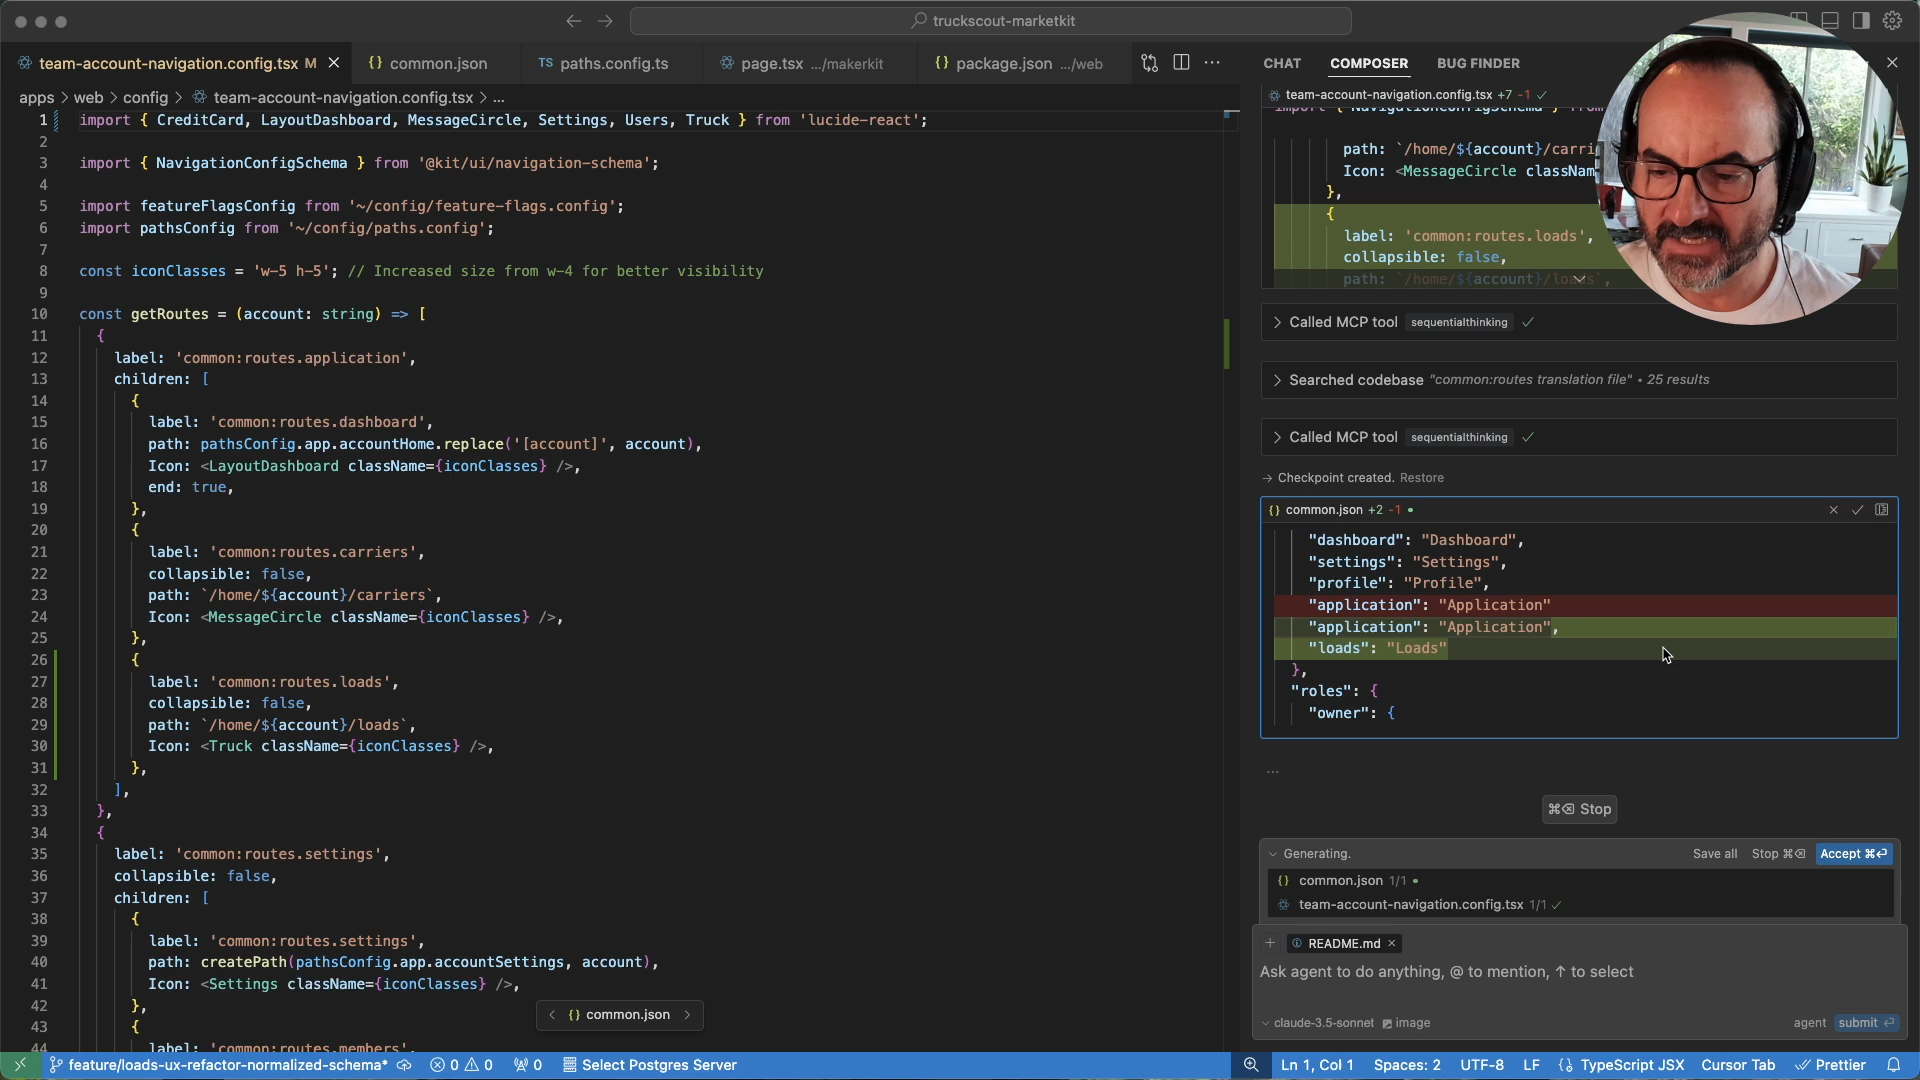 truckscout-marketkit
team-account-navigation.config.tsx M
common.json
TS paths.config.ts
page.tsx .../makerkit
package.json .../web
CHAT
COMPOSER
BUG FINDER
apps > web > config > team-account-navigation.config.tsx > ...
1 import { CreditCard, LayoutDashboard, MessageCircle, Settings, Users, Truck } from 'lucide-react';
2
3 import { NavigationConfigSchema } from '@kit/ui/navigation-schema';
4
5 import featureFlagsConfig from '~/config/feature-flags.config';
6 import pathsConfig from '~/config/paths.config';
7
8 const iconClasses = 'w-5 h-5'; // Increased size from w-4 for better visibility
9
10 const getRoutes = (account: string) => [
11 {
12 label: 'common:routes.application',
13 children: [
14 {
15 label: 'common:routes.dashboard',
16 path: pathsConfig.app.accountHome.replace('[account]', account),
17 Icon: <LayoutDashboard className={iconClasses} />,
18 end: true,
19 },
20 {
21 label: 'common:routes.carriers',
22 collapsible: false,
23 path: `/home/${account}/carriers`,
24 Icon: <MessageCircle className={iconClasses} />,
25 },
26 {
27 label: 'common:routes.loads',
28 collapsible: false,
29 path: `/home/${account}/loads`,
30 Icon: <Truck className={iconClasses} />,
31 },
32 ],
33 },
34 {
35 label: 'common:routes.settings',
36 collapsible: false,
37 children: [
38 {
39 label: 'common:routes.settings',
40 path: createPath(pathsConfig.app.accountSettings, account),
41 Icon: <Settings className={iconClasses} />,
42 },
43 {
44 label: 'common:routes.members',
{} common.json
team-account-navigation.config.tsx +7 -1
import { NavigationConfigSchema } from
path: `/home/${account}/carri
Icon: <MessageCircle classNam
},
{
label: 'common:routes.loads',
collapsible: false,
path: `/home/${account}/loads`,
Called MCP tool sequentialthinking
Searched codebase "common:routes translation file" • 25 results
Called MCP tool sequentialthinking
Checkpoint created. Restore
{} common.json +2 -1
"dashboard": "Dashboard",
"settings": "Settings",
"profile": "Profile",
"application": "Application"
"application": "Application",
"loads": "Loads"
},
"roles": {
"owner": {
...
⌘⌫ Stop
Generating. Save all Stop ⌘⌫ Accept ⌘⏎
{} common.json 1/1 •
team-account-navigation.config.tsx 1/1
+ README.md ×
Ask agent to do anything, @ to mention, ↑ to select
claude-3.5-sonnet image agent submit
feature/loads-ux-refactor-normalized-schema* 0 0 0 Select Postgres Server Ln 1, Col 1 Spaces: 2 UTF-8 LF {} TypeScript JSX Cursor Tab Prettier